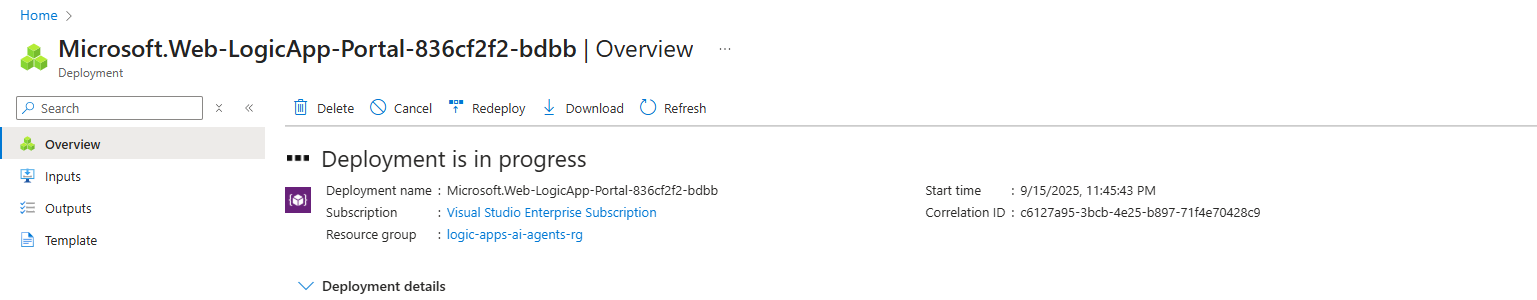 Home
Microsoft.Web-LogicApp-Portal-836cf2f2-bdbb | Overview ...
Deployment
Search
Delete Cancel Redeploy Download Refresh
Overview
Inputs
Outputs
Template
Deployment is in progress
Deployment name : Microsoft.Web-LogicApp-Portal-836cf2f2-bdbb Start time : 9/15/2025, 11:45:43 PM
Subscription : Visual Studio Enterprise Subscription Correlation ID : c6127a95-3bcb-4e25-b897-71f4e70428c9
Resource group : logic-apps-ai-agents-rg
Deployment details